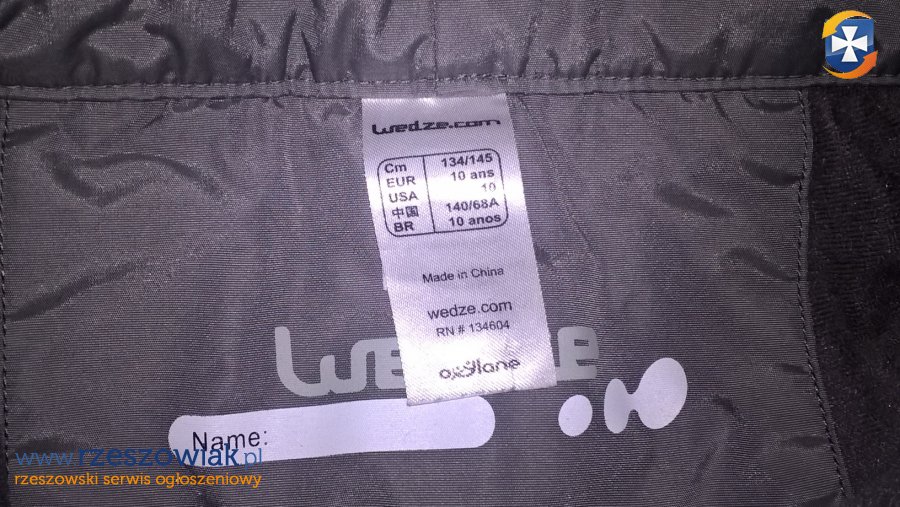 wedze.com
Cm 134/145
EUR 10 ans
USA 10
中国 140/68A
BR 10 anos
Made in China
wedze.com
RN # 134604
oxylane
Name:
www.rzeszowiak.pl
rzeszowski serwis ogłoszeniowy